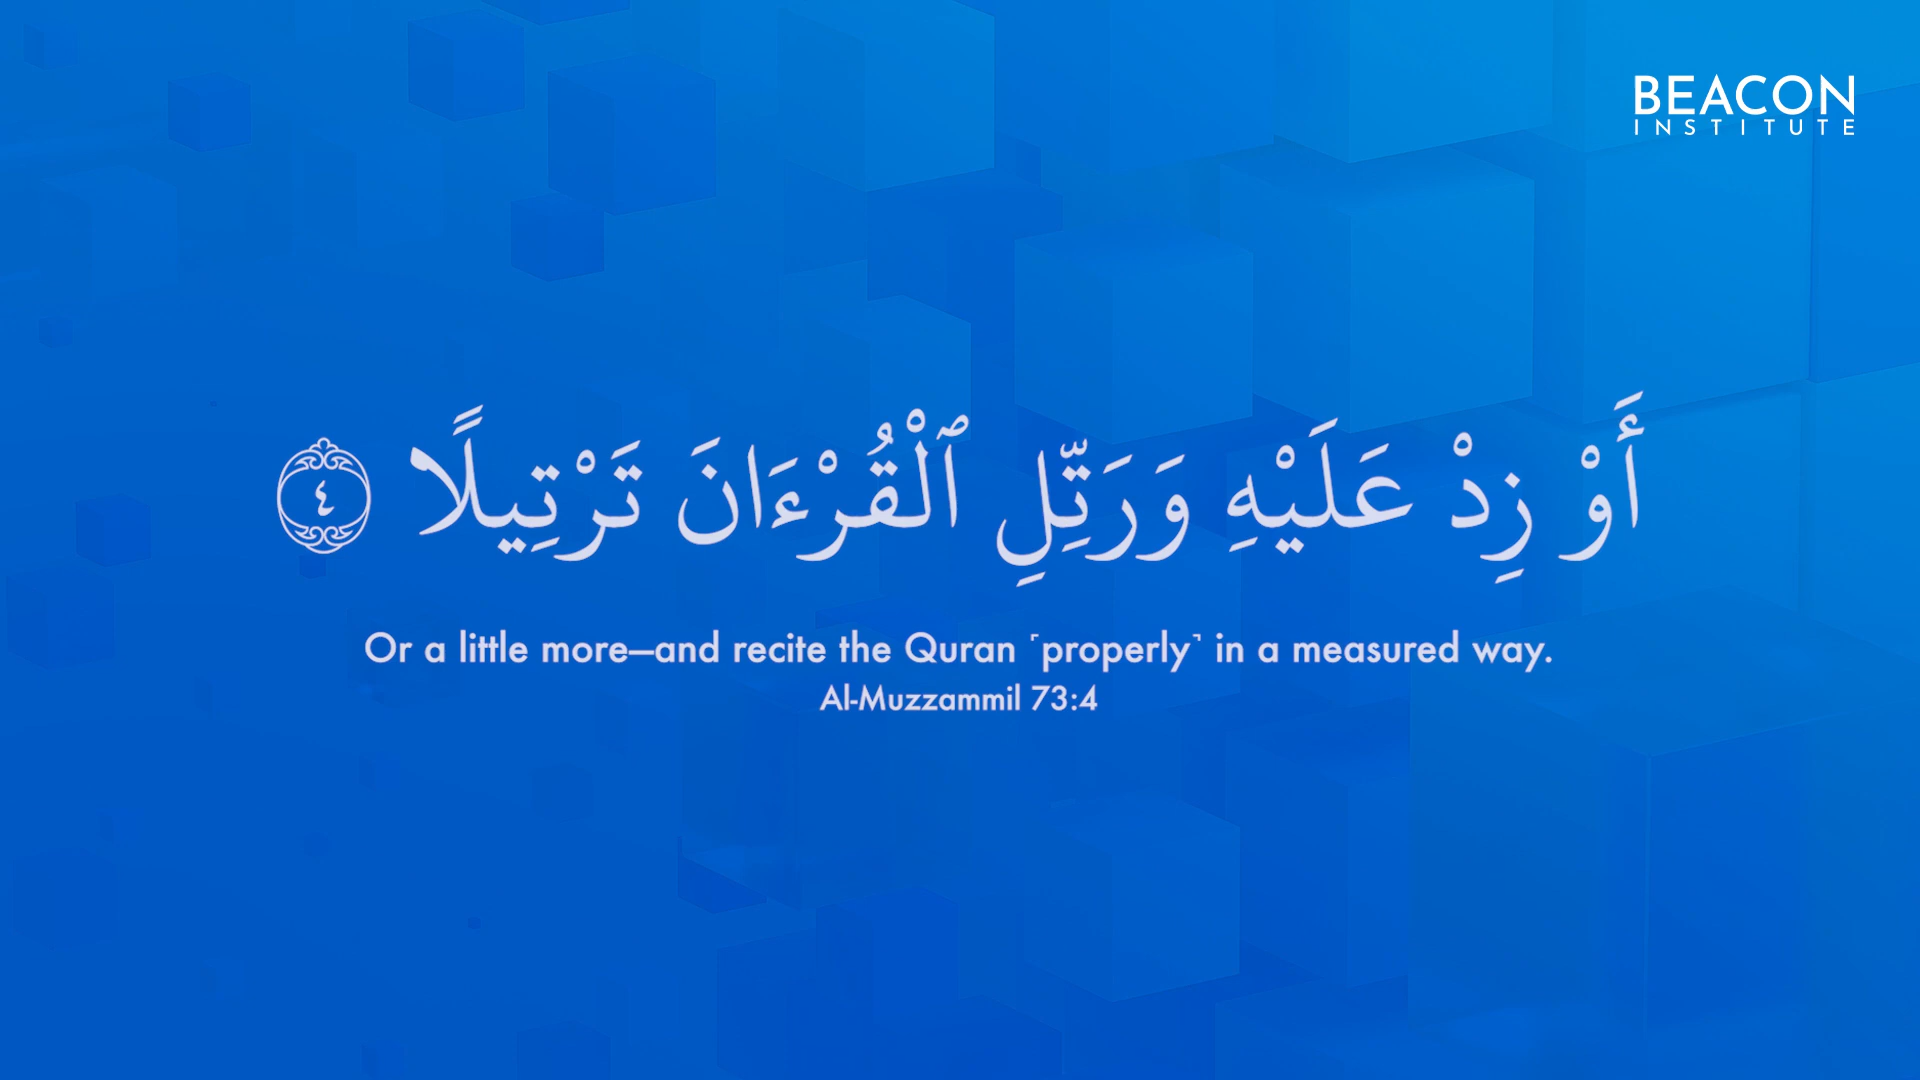 BEACON
INSTITUTE
أَوْ زِدْ عَلَيْهِ وَرَتِّلِ ٱلْقُرْءَانَ تَرْتِيلًا ٤
Or a little more—and recite the Quran ˹properly˺ in a measured way.
Al-Muzzammil 73:4